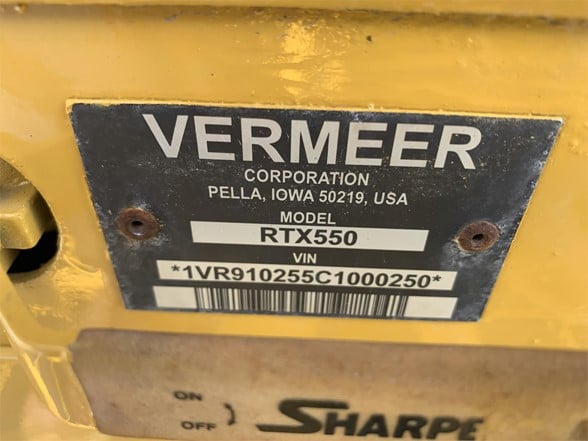 VERMEER
CORPORATION
PELLA, IOWA 50219, USA
MODEL
RTX550
VIN
*1VR910255C1000250*
ON
OFF
SHARPE